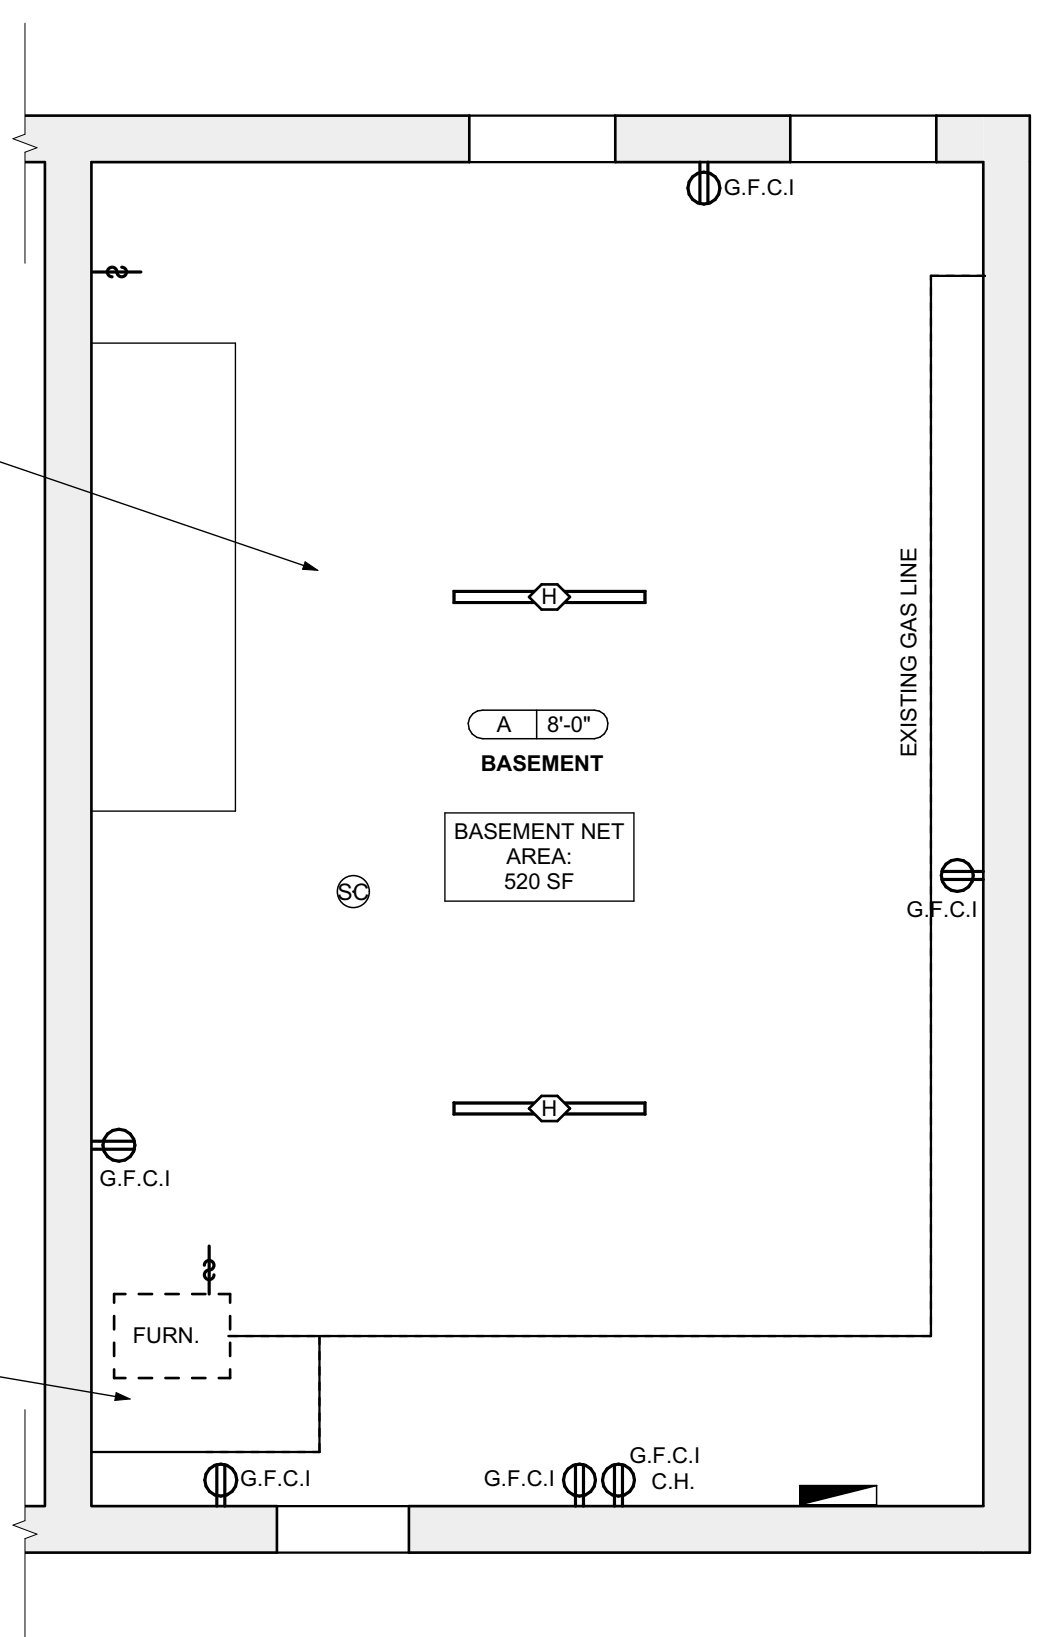 G.F.C.I
H
EXISTING GAS LINE
A 8'-0"
BASEMENT
BASEMENT NET
AREA:
520 SF
SC
G.F.C.I
H
G.F.C.I
FURN.
G.F.C.I
G.F.C.I
G.F.C.I
C.H.